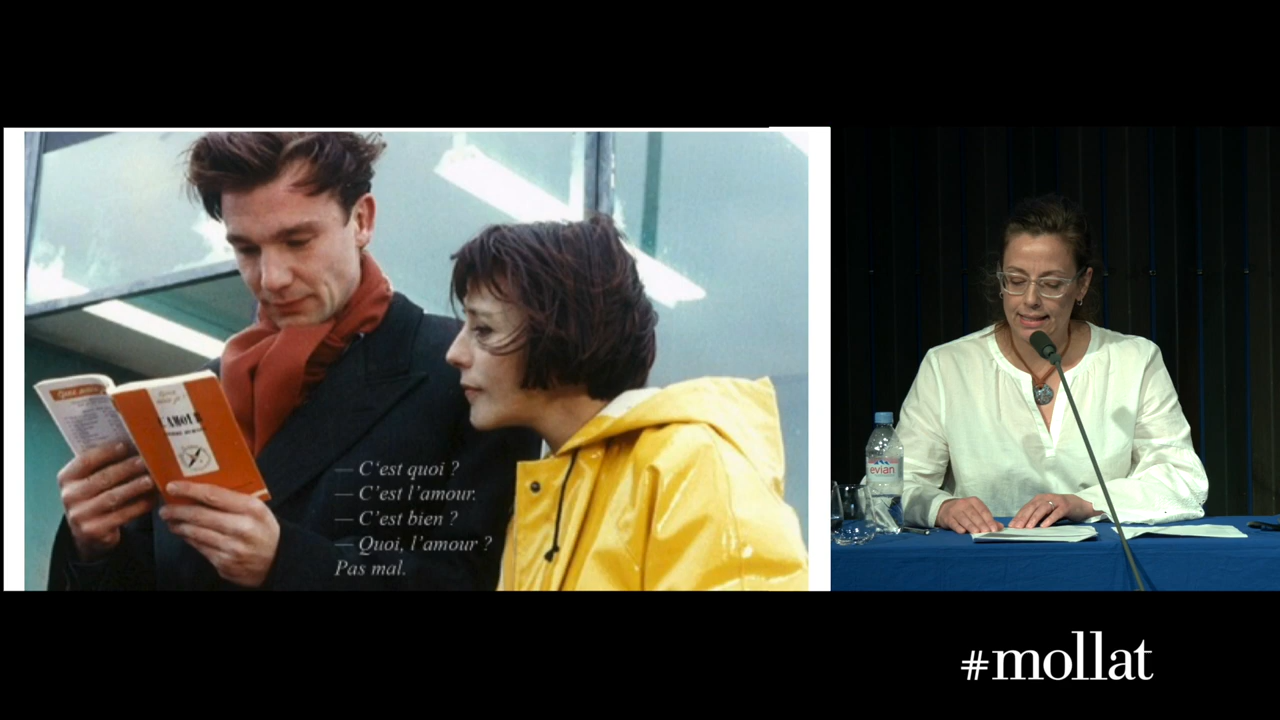 — C'est quoi ?
— C'est l'amour.
— C'est bien ?
— Quoi, l'amour ?
Pas mal.
evian
#mollat